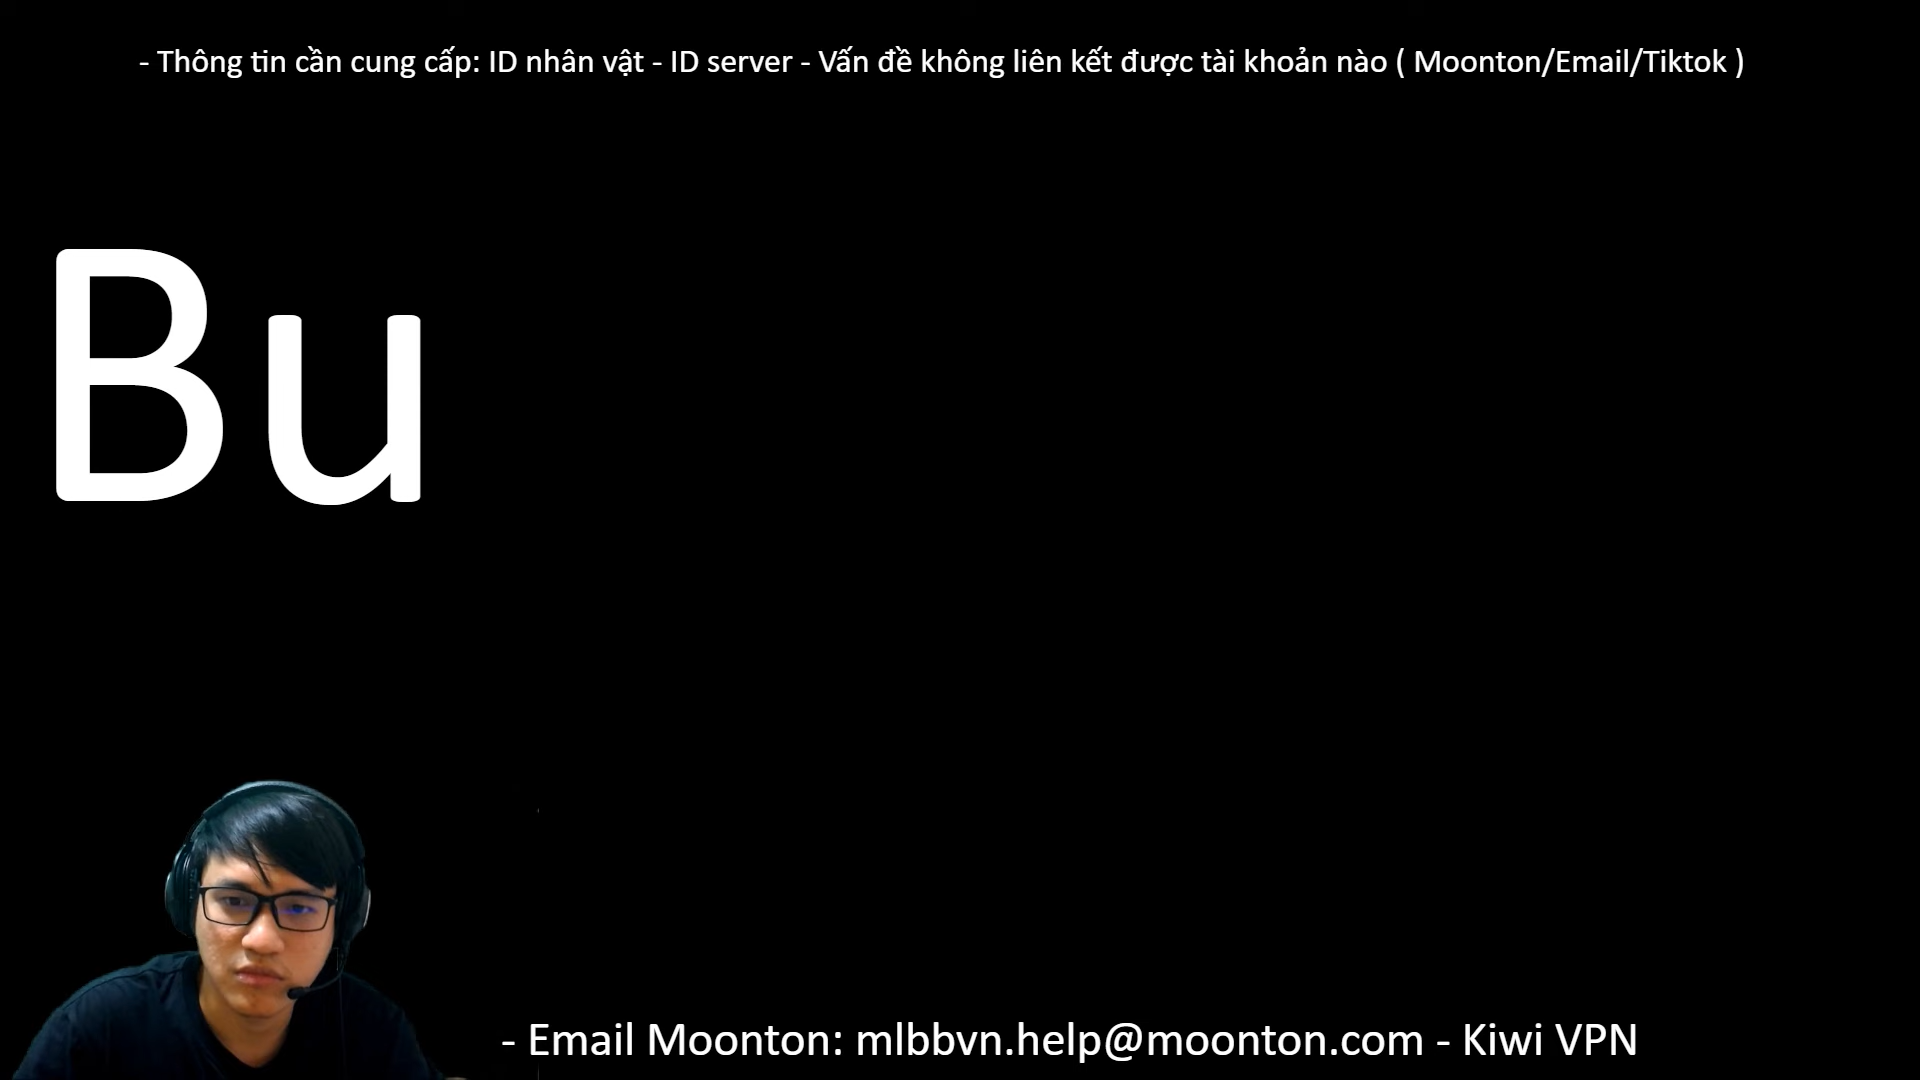 - Thông tin cần cung cấp: ID nhân vật - ID server - Vấn đề không liên kết được tài khoản nào ( Moonton/Email/Tiktok )
Bu
- Email Moonton: mlbbvn.help@moonton.com - Kiwi VPN